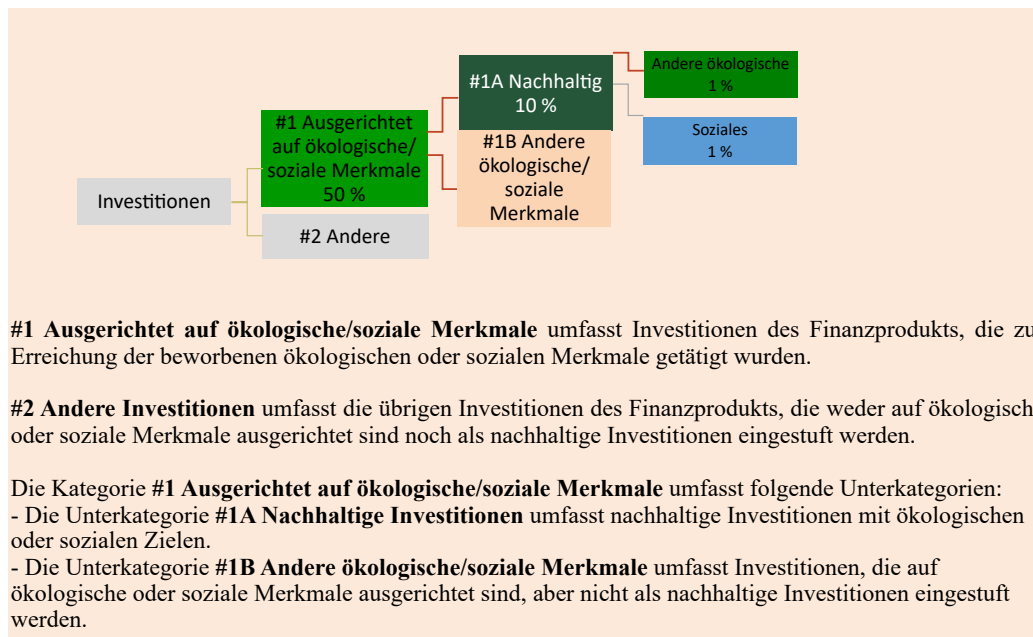 Investitionen
#1 Ausgerichtet
auf ökologische/
soziale Merkmale
50 %
#2 Andere
#1A Nachhaltig
10 %
#1B Andere
ökologische/
soziale
Merkmale
Andere ökologische
1 %
Soziales
1 %
#1 Ausgerichtet auf ökologische/soziale Merkmale umfasst Investitionen des Finanzprodukts, die zu
Erreichung der beworbenen ökologischen oder sozialen Merkmale getätigt wurden.
#2 Andere Investitionen umfasst die übrigen Investitionen des Finanzprodukts, die weder auf ökologisch
oder soziale Merkmale ausgerichtet sind noch als nachhaltige Investitionen eingestuft werden.
Die Kategorie #1 Ausgerichtet auf ökologische/soziale Merkmale umfasst folgende Unterkategorien:
- Die Unterkategorie #1A Nachhaltige Investitionen umfasst nachhaltige Investitionen mit ökologischen
oder sozialen Zielen.
- Die Unterkategorie #1B Andere ökologische/soziale Merkmale umfasst Investitionen, die auf
ökologische oder soziale Merkmale ausgerichtet sind, aber nicht als nachhaltige Investitionen eingestuft
werden.